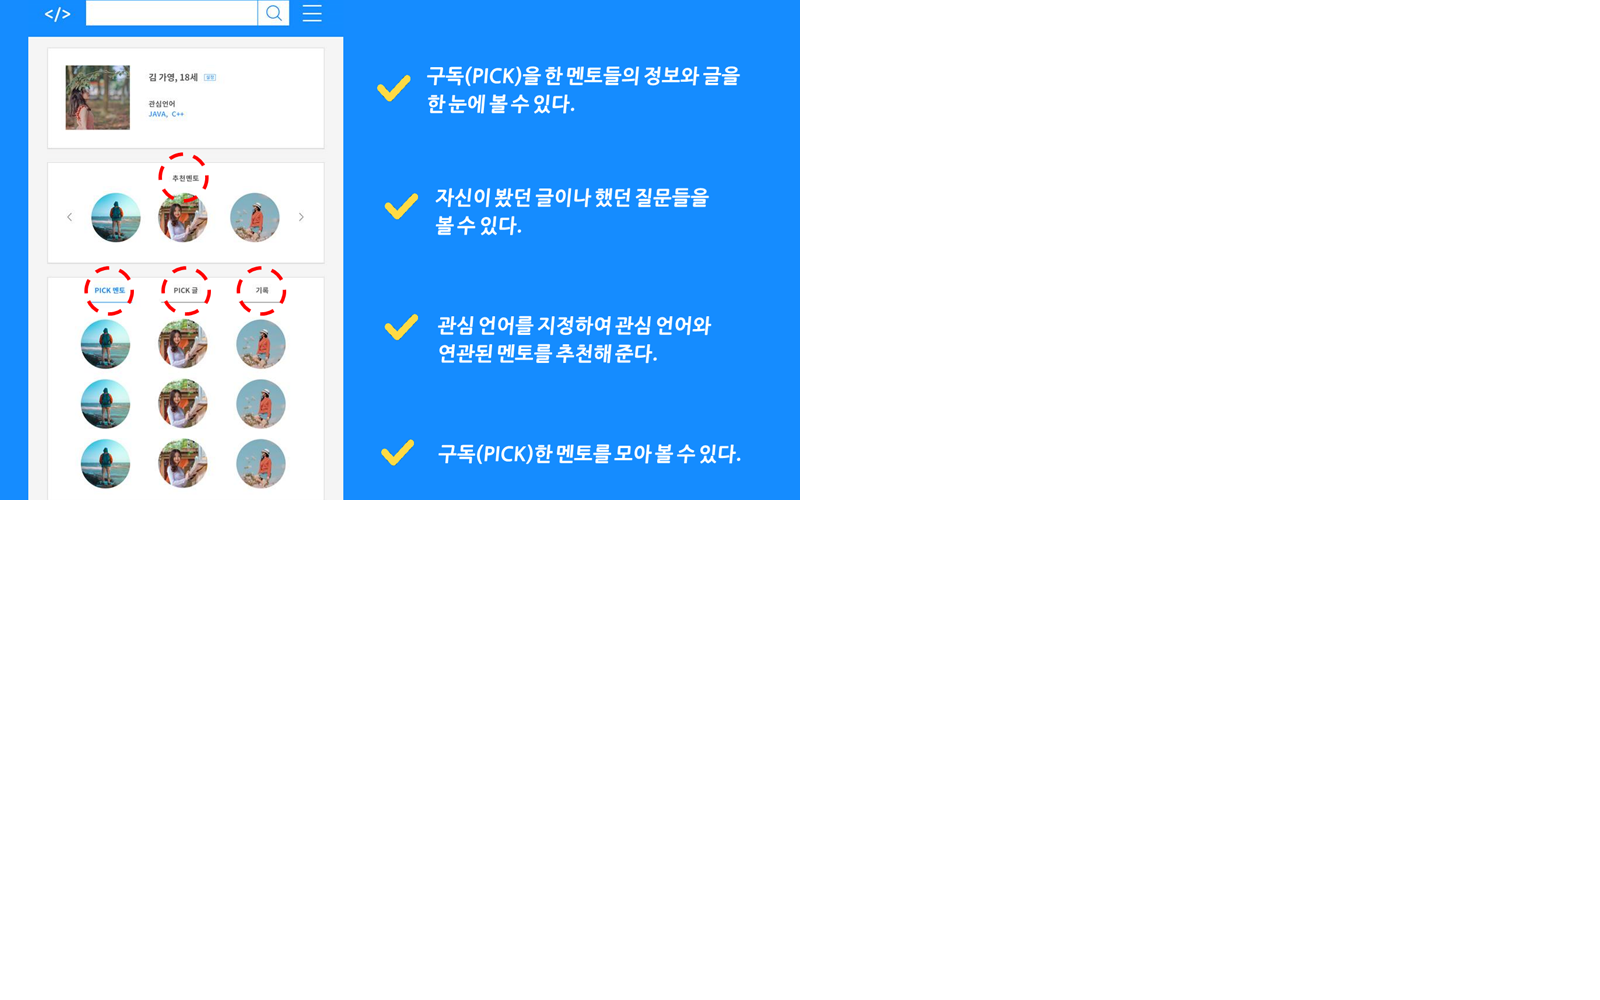 </>
김 가영, 18세
관심언어
JAVA, C++
추천멘토
PICK 멘토
PICK 글
기록
구독(PICK)을 한 멘토들의 정보와 글을
한 눈에 볼 수 있다.
자신이 봤던 글이나 했던 질문들을
볼 수 있다.
관심 언어를 지정하여 관심 언어와
연관된 멘토를 추천해 준다.
구독(PICK)한 멘토를 모아 볼 수 있다.